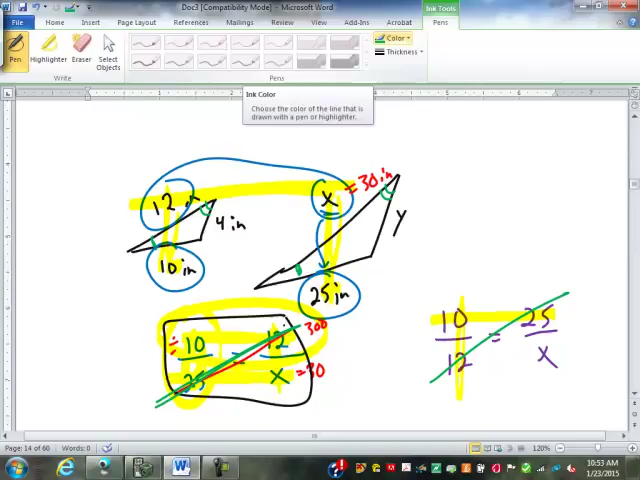 Doc3 [Compatibility Mode] - Microsoft Word
Ink Tools
File Home Insert Page Layout References Mailings Review View Add-Ins Acrobat Pens
Pen Highlighter Eraser Select Objects
Color
Thickness
Write Pens
Ink Color
Choose the color of the line that is drawn with a pen or highlighter.
12 x = 30 in
4 in y
10 in
25 in
÷ 10 = 12 300
25 x = 30
10 = 25
12 x
Page: 14 of 60 Words: 0 120%
10:53 AM
1/23/2015